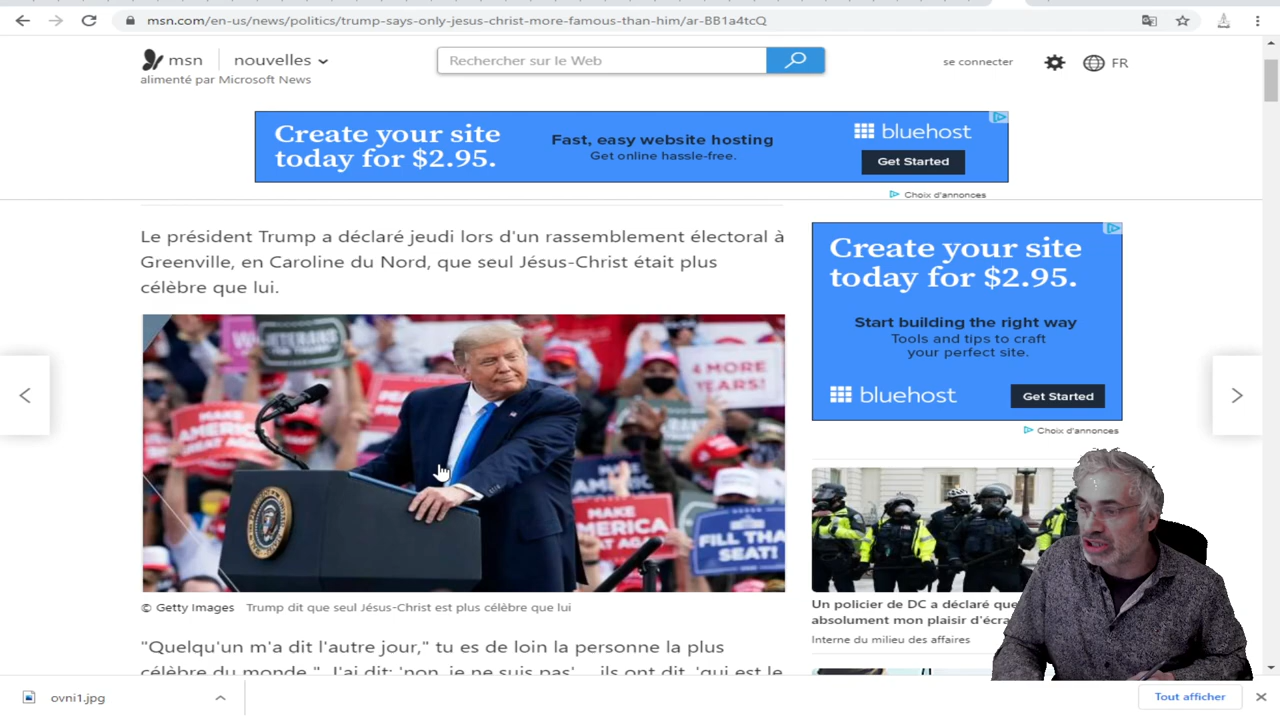 msn.com/en-us/news/politics/trump-says-only-jesus-christ-more-famous-than-him/ar-BB1a4tcQ
msn nouvelles
alimenté par Microsoft News
Rechercher sur le Web
se connecter
FR
Create your site
today for $2.95.
Fast, easy website hosting
Get online hassle-free.
bluehost
Get Started
Choix d'annonces
Le président Trump a déclaré jeudi lors d'un rassemblement électoral à
Greenville, en Caroline du Nord, que seul Jésus-Christ était plus
célèbre que lui.
VETERANS
FOR TRUMP
MAKE
AMERICA
4 MORE
YEARS!
MAKE
AMERICA
FILL THA
SEAT!
© Getty Images Trump dit que seul Jésus-Christ est plus célèbre que lui
"Quelqu'un m'a dit l'autre jour," tu es de loin la personne la plus
célèbre du monde." J'ai dit: 'non, je ne suis pas' ... ils ont dit, 'qui est le
Create your site
today for $2.95.
Start building the right way
Tools and tips to craft
your perfect site.
bluehost
Get Started
Choix d'annonces
Un policier de DC a déclaré que
absolument mon plaisir d'écra
Interne du milieu des affaires
ovni1.jpg
Tout afficher